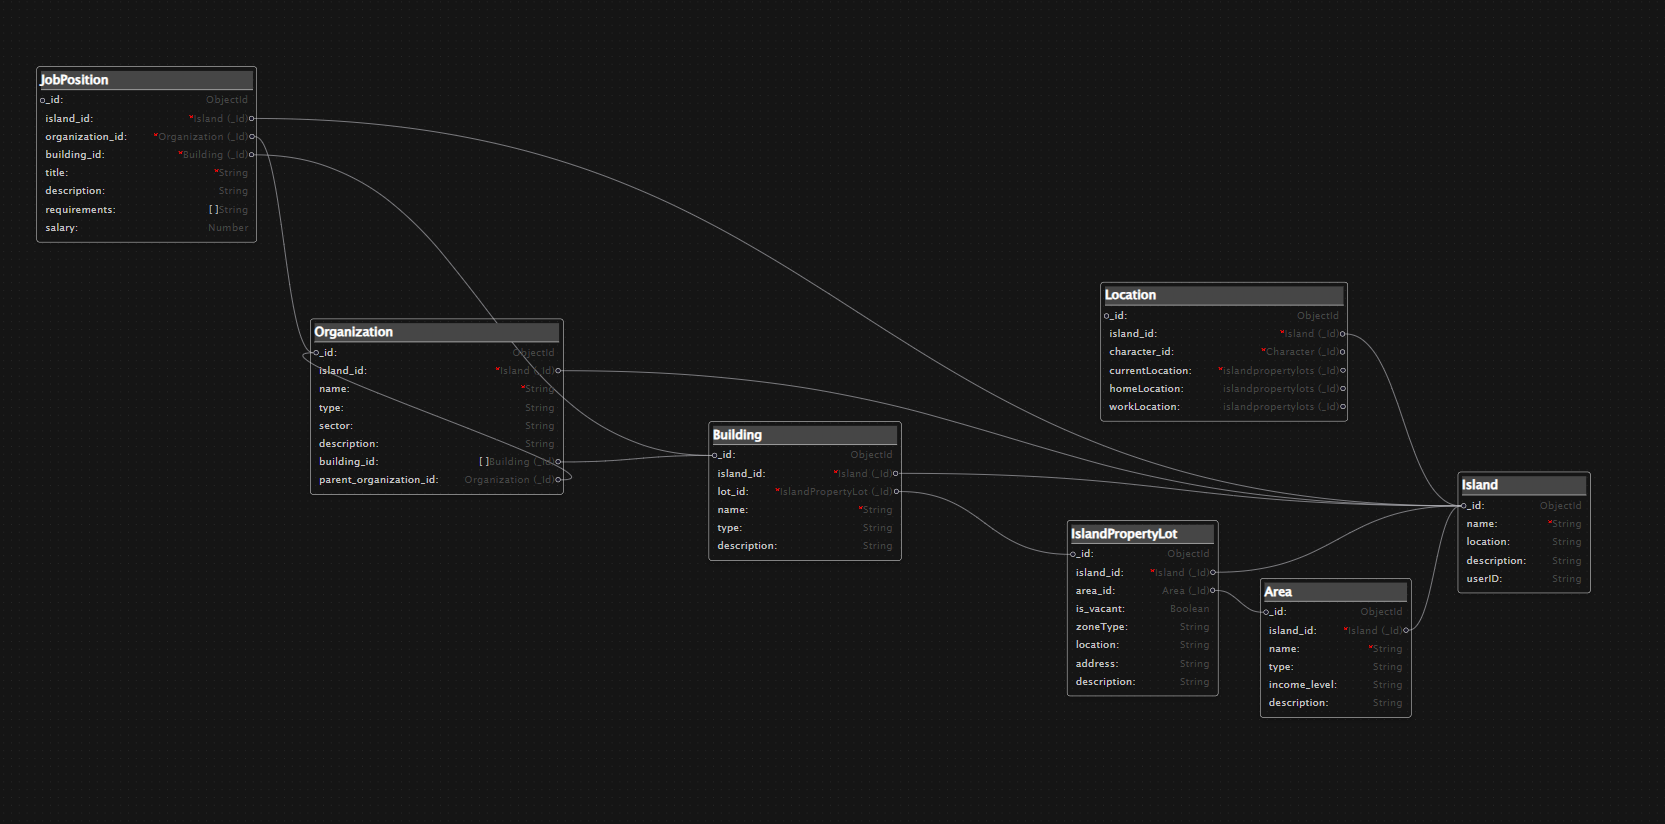 JobPosition
_id: ObjectId
island_id: *Island (_Id)
organization_id: *Organization (_Id)
building_id: *Building (_Id)
title: *String
description: String
requirements: [ ]String
salary: Number
Organization
_id: ObjectId
island_id: *Island (_Id)
name: *String
type: String
sector: String
description: String
building_id: [ ]Building (_Id)
parent_organization_id: Organization (_Id)
Building
_id: ObjectId
island_id: *Island (_Id)
lot_id: *IslandPropertyLot (_Id)
name: *String
type: String
description: String
Location
_id: ObjectId
island_id: *Island (_Id)
character_id: *Character (_Id)
currentLocation: *islandpropertylots (_Id)
homeLocation: islandpropertylots (_Id)
workLocation: islandpropertylots (_Id)
IslandPropertyLot
_id: ObjectId
island_id: *Island (_Id)
area_id: Area (_Id)
is_vacant: Boolean
zoneType: String
location: String
address: String
description: String
Area
_id: ObjectId
island_id: *Island (_Id)
name: *String
type: String
income_level: String
description: String
Island
_id: ObjectId
name: *String
location: String
description: String
userID: String